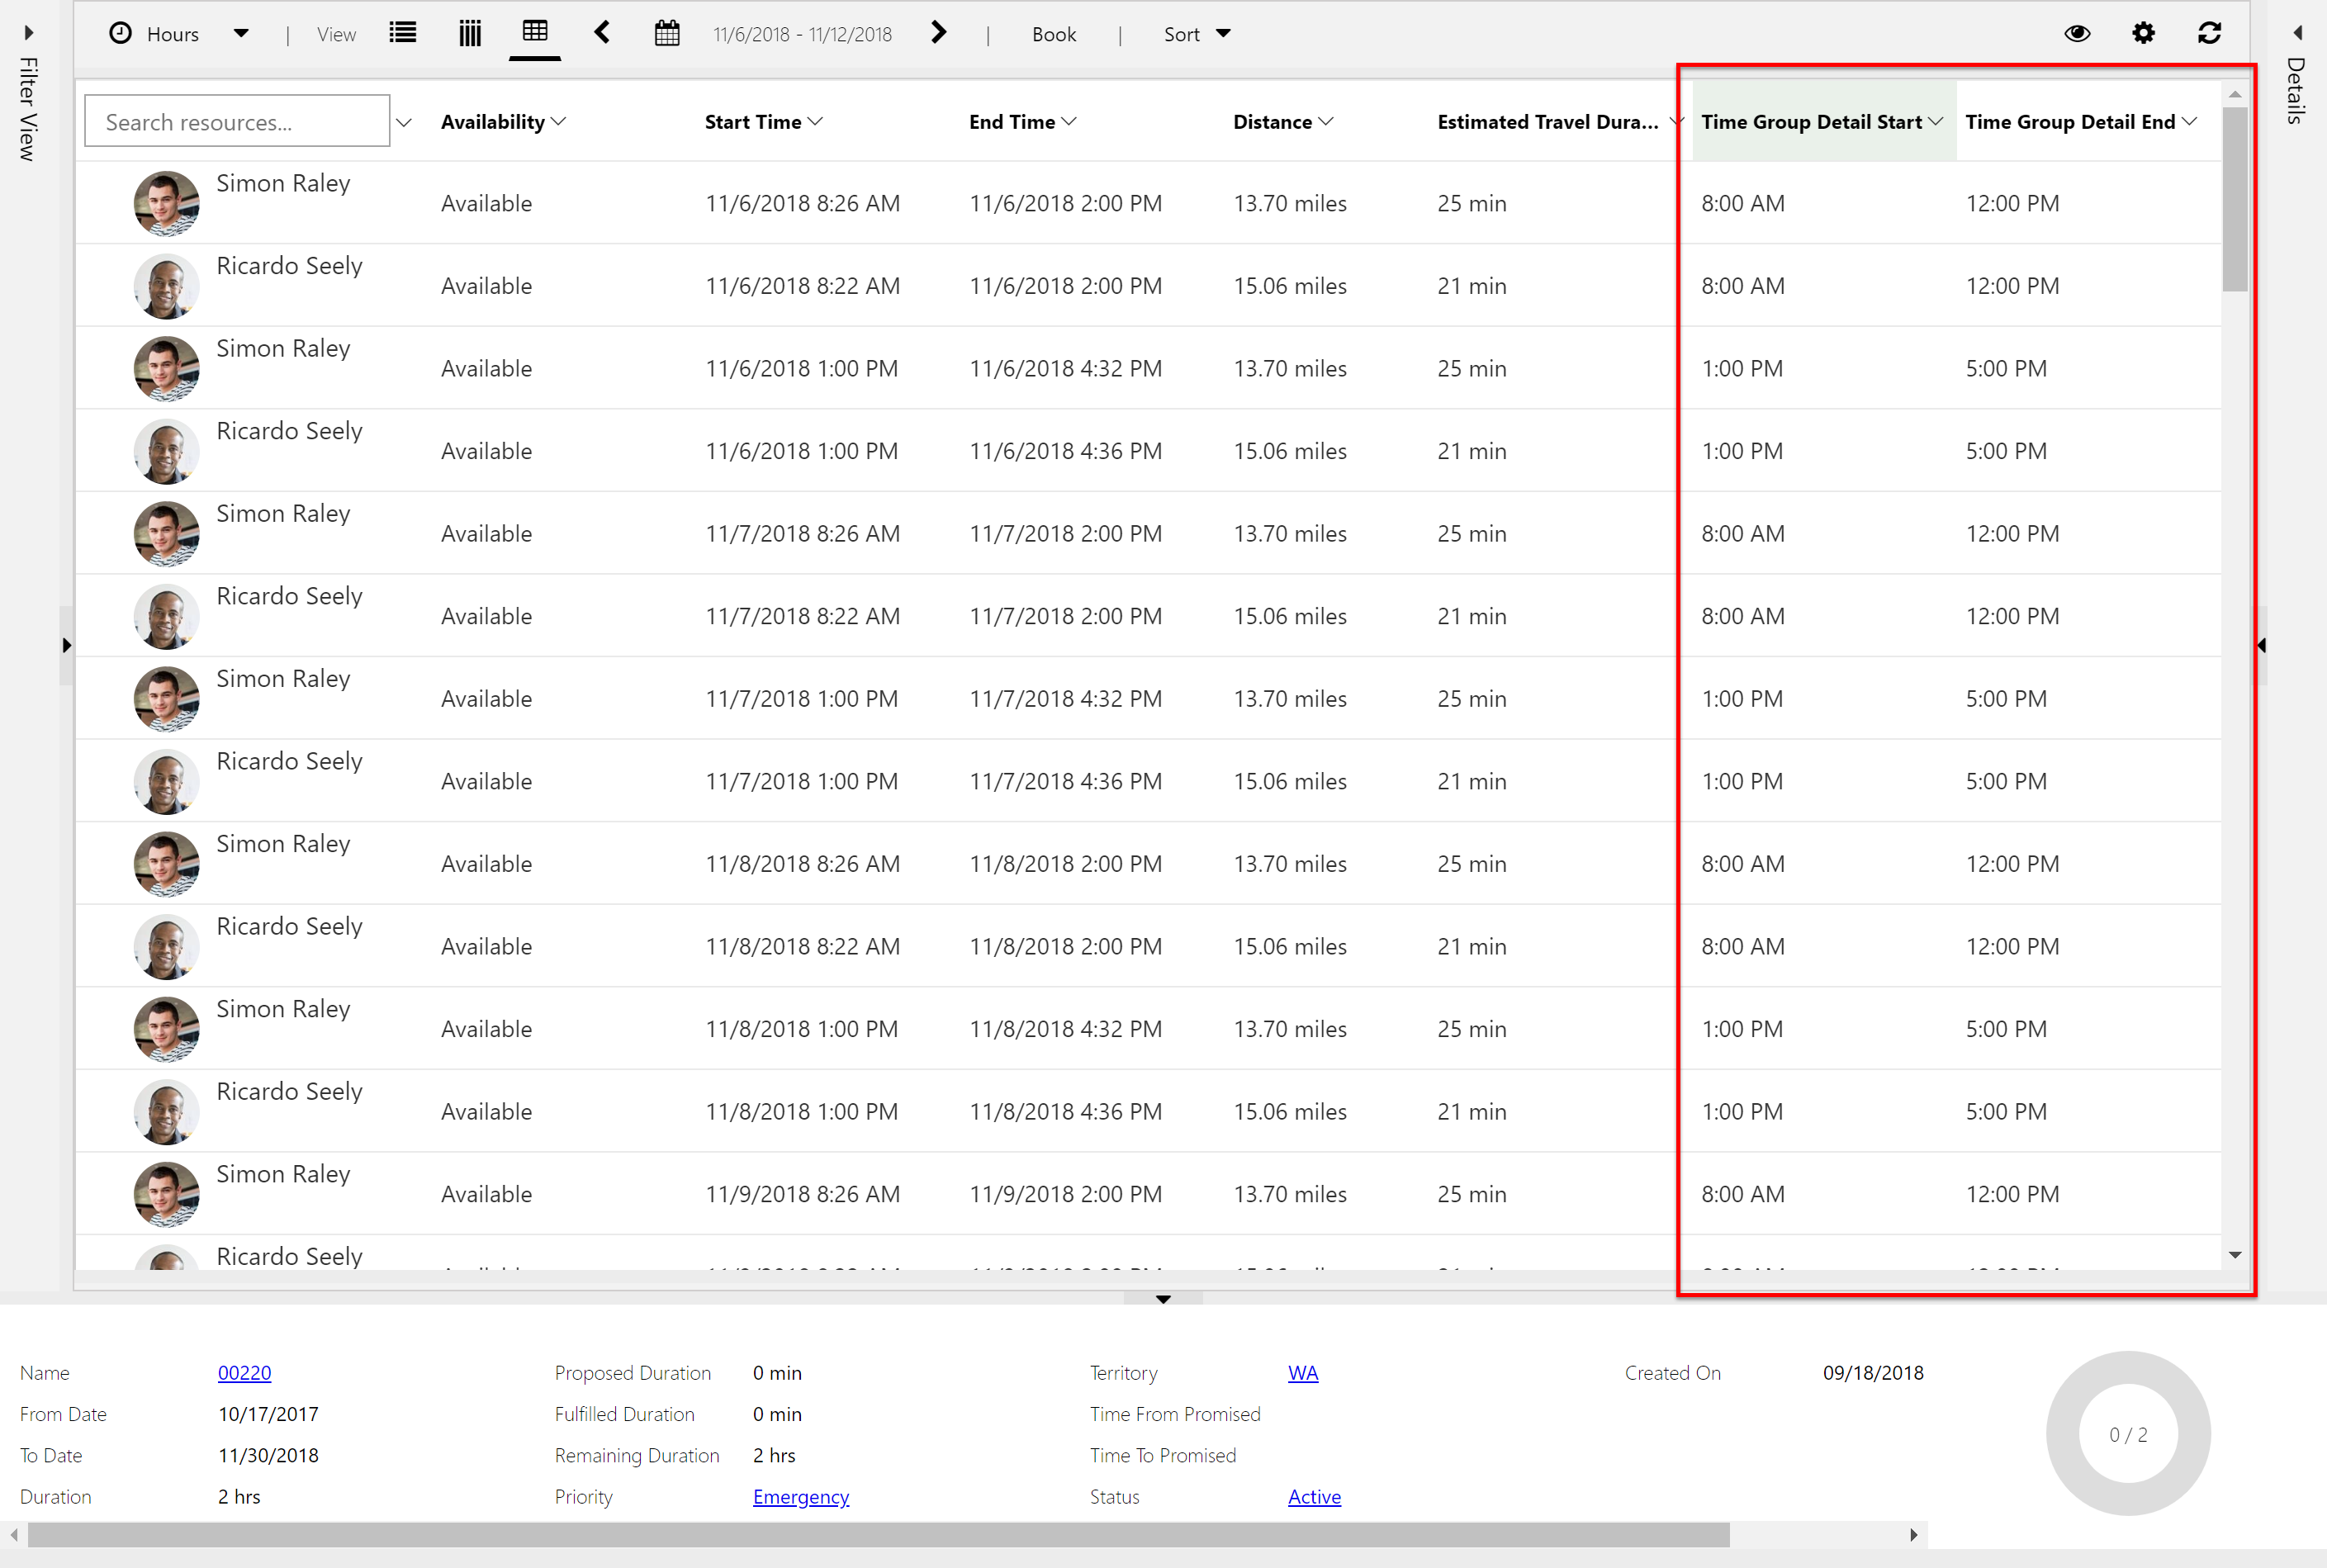 Filter View
Hours | View 11/6/2018 - 11/12/2018 | Book | Sort
Details
Search resources... Availability Start Time End Time Distance Estimated Travel Dura... Time Group Detail Start Time Group Detail End
Simon Raley Available 11/6/2018 8:26 AM 11/6/2018 2:00 PM 13.70 miles 25 min 8:00 AM 12:00 PM
Ricardo Seely Available 11/6/2018 8:22 AM 11/6/2018 2:00 PM 15.06 miles 21 min 8:00 AM 12:00 PM
Simon Raley Available 11/6/2018 1:00 PM 11/6/2018 4:32 PM 13.70 miles 25 min 1:00 PM 5:00 PM
Ricardo Seely Available 11/6/2018 1:00 PM 11/6/2018 4:36 PM 15.06 miles 21 min 1:00 PM 5:00 PM
Simon Raley Available 11/7/2018 8:26 AM 11/7/2018 2:00 PM 13.70 miles 25 min 8:00 AM 12:00 PM
Ricardo Seely Available 11/7/2018 8:22 AM 11/7/2018 2:00 PM 15.06 miles 21 min 8:00 AM 12:00 PM
Simon Raley Available 11/7/2018 1:00 PM 11/7/2018 4:32 PM 13.70 miles 25 min 1:00 PM 5:00 PM
Ricardo Seely Available 11/7/2018 1:00 PM 11/7/2018 4:36 PM 15.06 miles 21 min 1:00 PM 5:00 PM
Simon Raley Available 11/8/2018 8:26 AM 11/8/2018 2:00 PM 13.70 miles 25 min 8:00 AM 12:00 PM
Ricardo Seely Available 11/8/2018 8:22 AM 11/8/2018 2:00 PM 15.06 miles 21 min 8:00 AM 12:00 PM
Simon Raley Available 11/8/2018 1:00 PM 11/8/2018 4:32 PM 13.70 miles 25 min 1:00 PM 5:00 PM
Ricardo Seely Available 11/8/2018 1:00 PM 11/8/2018 4:36 PM 15.06 miles 21 min 1:00 PM 5:00 PM
Simon Raley Available 11/9/2018 8:26 AM 11/9/2018 2:00 PM 13.70 miles 25 min 8:00 AM 12:00 PM
Ricardo Seely
Name 00220 Proposed Duration 0 min Territory WA Created On 09/18/2018
From Date 10/17/2017 Fulfilled Duration 0 min Time From Promised
0 / 2
To Date 11/30/2018 Remaining Duration 2 hrs Time To Promised
Duration 2 hrs Priority Emergency Status Active